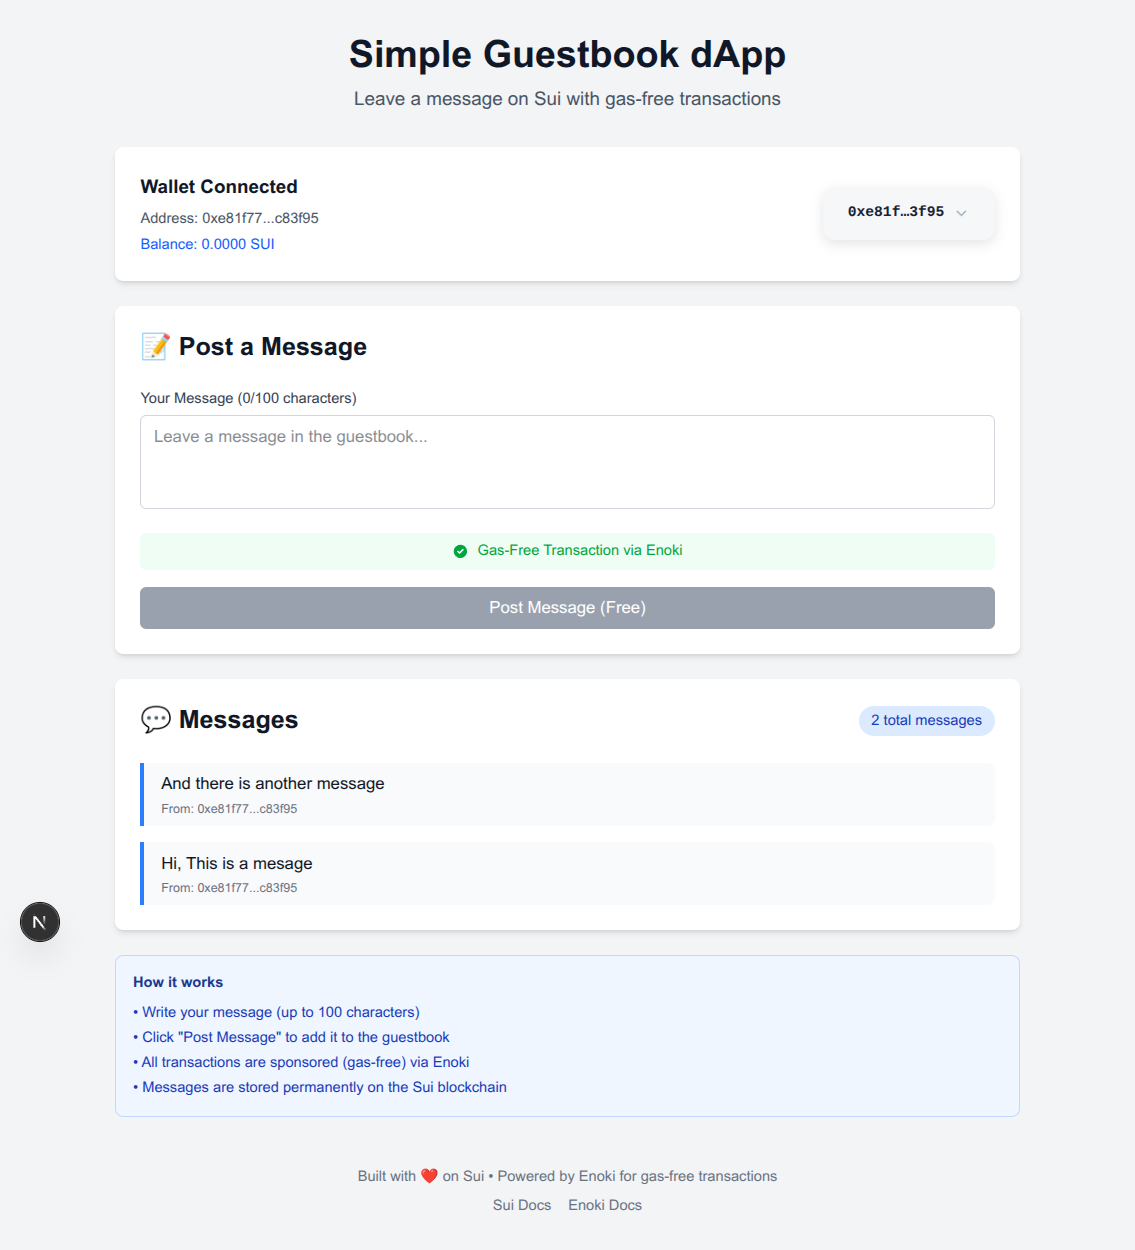 Simple Guestbook dApp
Leave a message on Sui with gas-free transactions
Wallet Connected
Address: 0xe81f77...c83f95
Balance: 0.0000 SUI
0xe81f…3f95
📝 Post a Message
Your Message (0/100 characters)
Leave a message in the guestbook...
Gas-Free Transaction via Enoki
Post Message (Free)
💬 Messages
2 total messages
And there is another message
From: 0xe81f77...c83f95
Hi, This is a mesage
From: 0xe81f77...c83f95
N
How it works
• Write your message (up to 100 characters)
• Click "Post Message" to add it to the guestbook
• All transactions are sponsored (gas-free) via Enoki
• Messages are stored permanently on the Sui blockchain
Built with ❤️ on Sui • Powered by Enoki for gas-free transactions
Sui Docs Enoki Docs